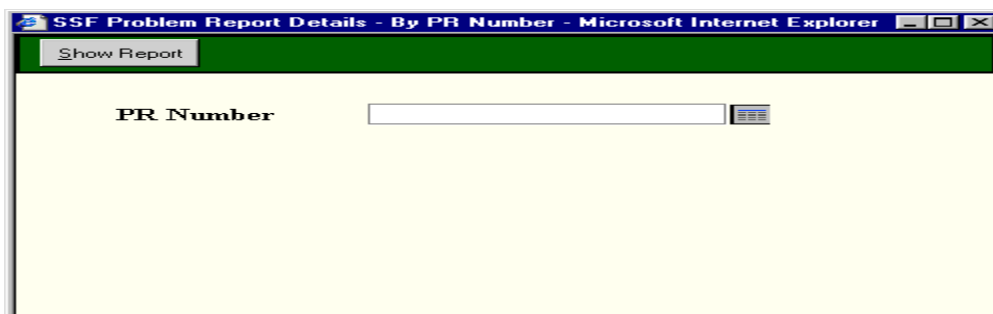 SSF Problem Report Details - By PR Number - Microsoft Internet Explorer
Show Report
PR Number